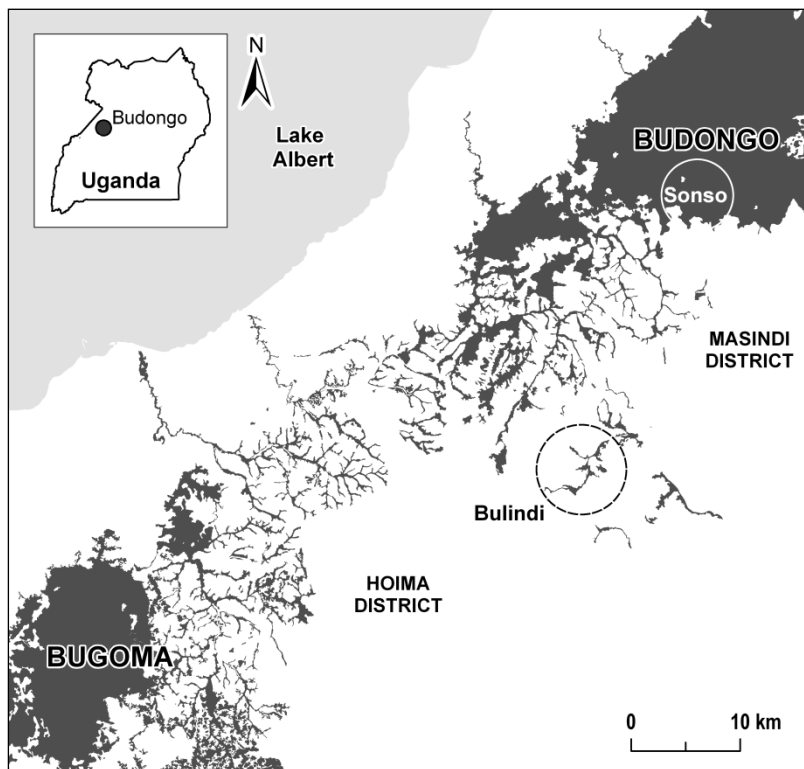 N
Budongo
Uganda
Lake
Albert
BUDONGO
Sonso
MASINDI
DISTRICT
Bulindi
HOIMA
DISTRICT
BUGOMA
0 10 km